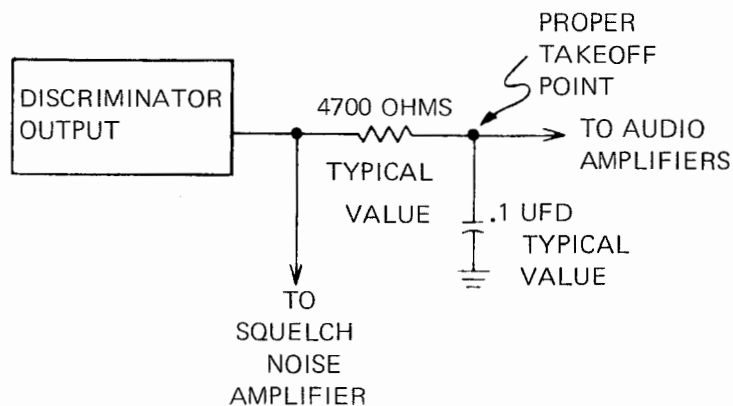 PROPER
TAKEOFF
POINT
DISCRIMINATOR
OUTPUT
4700 OHMS
TYPICAL
VALUE
TO AUDIO
AMPLIFIERS
.1 UFD
TYPICAL
VALUE
TO
SQUELCH
NOISE
AMPLIFIER